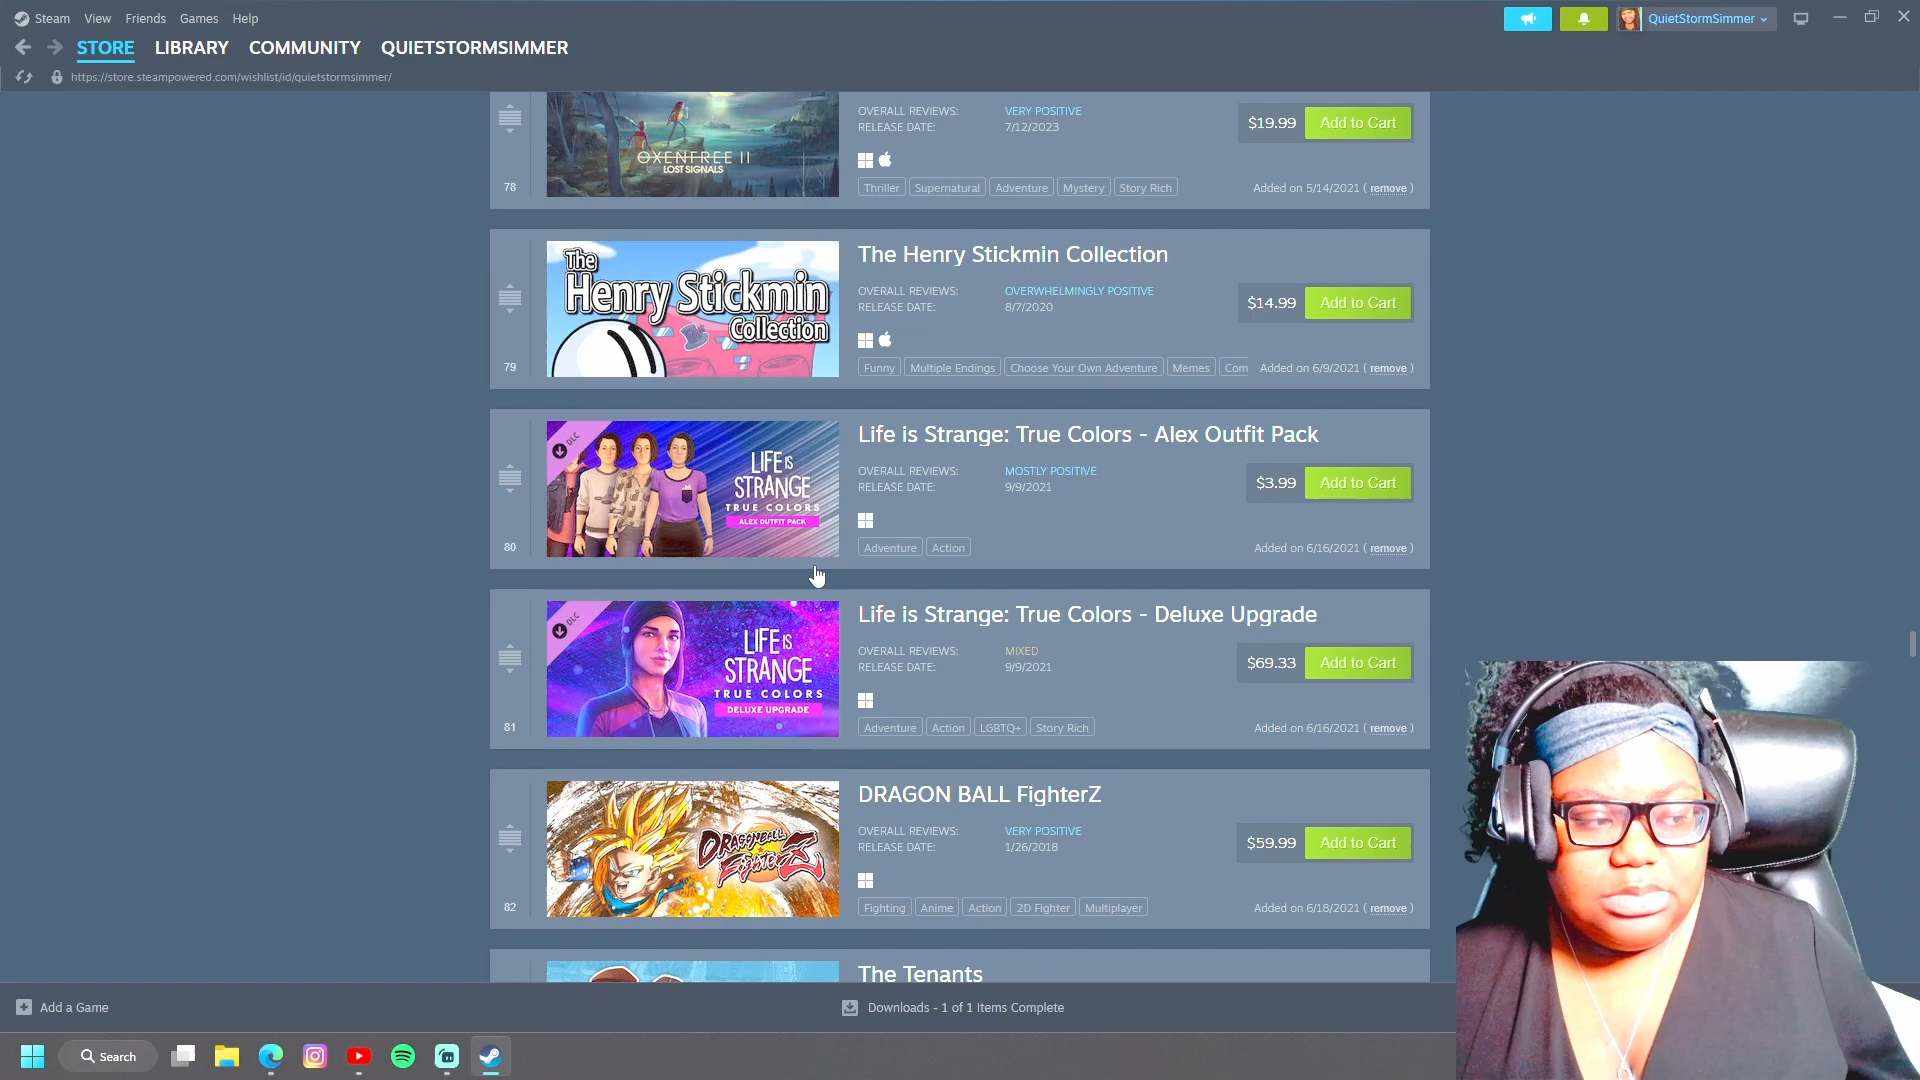 Steam View Friends Games Help QuietStormSimmer
STORE LIBRARY COMMUNITY QUIETSTORMSIMMER
https://store.steampowered.com/wishlist/id/quietstormsimmer/
OXENFREE II
LOST SIGNALS
78
OVERALL REVIEWS: VERY POSITIVE
RELEASE DATE: 7/12/2023
$19.99 Add to Cart
Thriller Supernatural Adventure Mystery Story Rich
Added on 5/14/2021 ( remove )
The
Henry Stickmin
Collection
79
The Henry Stickmin Collection
OVERALL REVIEWS: OVERWHELMINGLY POSITIVE
RELEASE DATE: 8/7/2020
$14.99 Add to Cart
Funny Multiple Endings Choose Your Own Adventure Memes Com
Added on 6/9/2021 ( remove )
DLC
LIFE IS
STRANGE
TRUE COLORS
ALEX OUTFIT PACK
80
Life is Strange: True Colors - Alex Outfit Pack
OVERALL REVIEWS: MOSTLY POSITIVE
RELEASE DATE: 9/9/2021
$3.99 Add to Cart
Adventure Action
Added on 6/16/2021 ( remove )
DLC
LIFE IS
STRANGE
TRUE COLORS
DELUXE UPGRADE
81
Life is Strange: True Colors - Deluxe Upgrade
OVERALL REVIEWS: MIXED
RELEASE DATE: 9/9/2021
$69.33 Add to Cart
Adventure Action LGBTQ+ Story Rich
Added on 6/16/2021 ( remove )
DRAGONBALL
FighterZ
82
DRAGON BALL FighterZ
OVERALL REVIEWS: VERY POSITIVE
RELEASE DATE: 1/26/2018
$59.99 Add to Cart
Fighting Anime Action 2D Fighter Multiplayer
Added on 6/18/2021 ( remove )
The Tenants
Add a Game
Downloads - 1 of 1 Items Complete
Search